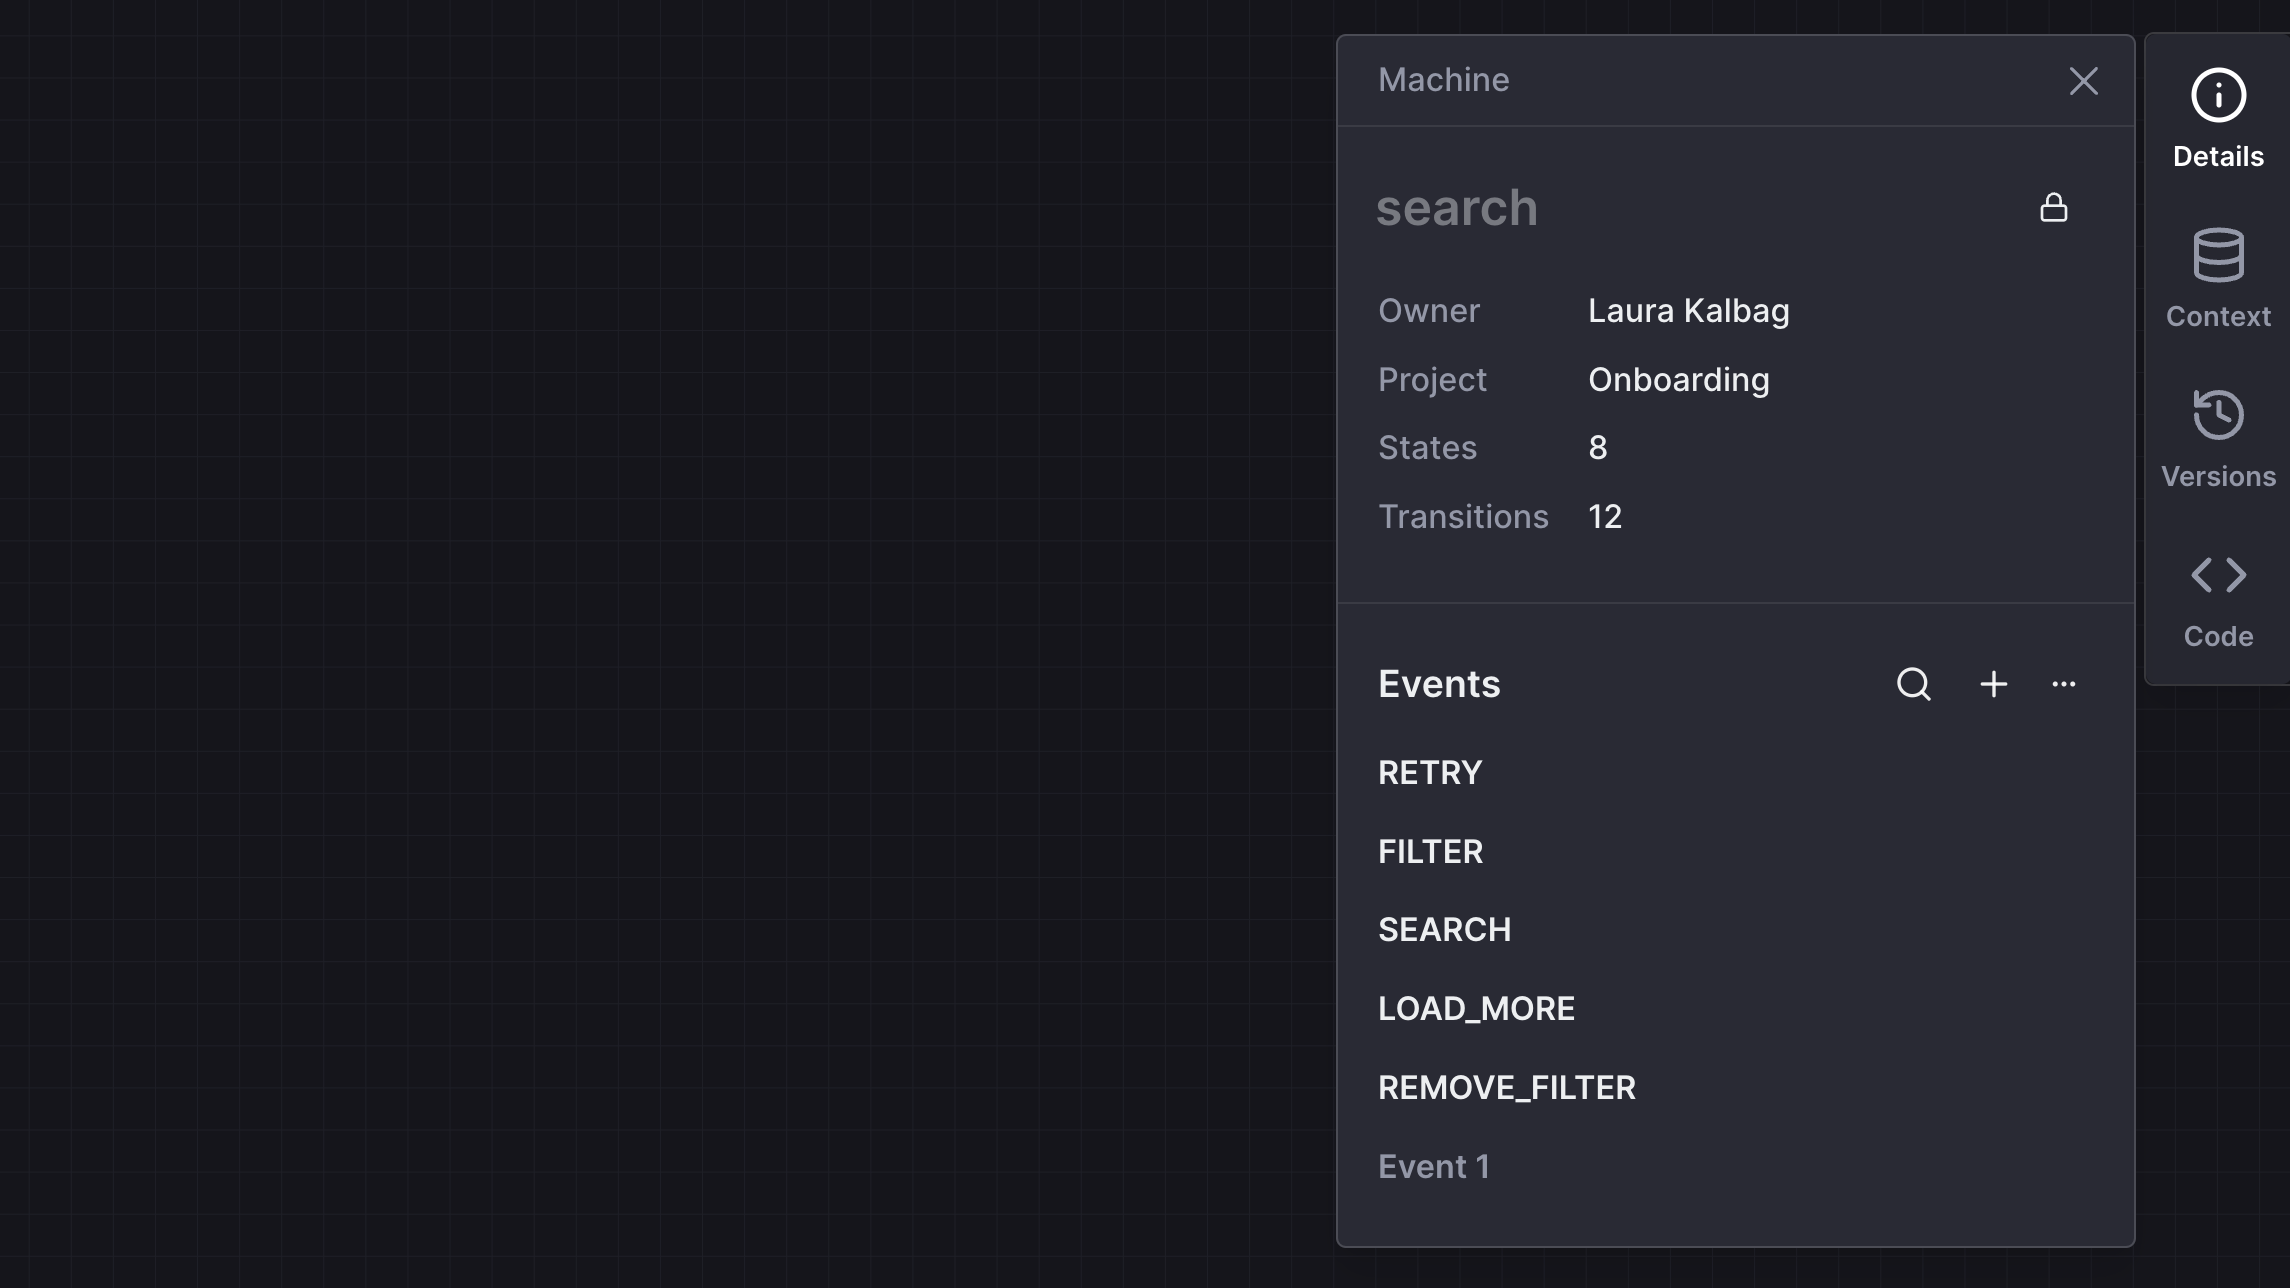 Machine
search
Owner Laura Kalbag
Project Onboarding
States 8
Transitions 12
Events
RETRY
FILTER
SEARCH
LOAD_MORE
REMOVE_FILTER
Event 1
Details
Context
Versions
Code